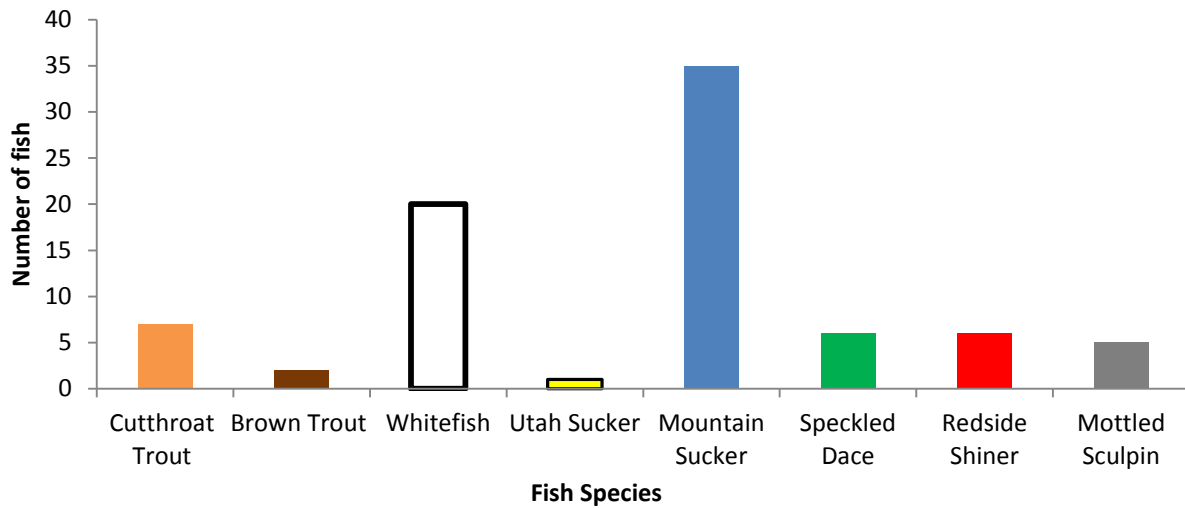 40
35
30
25
20
15
10
5
0
Number of fish
Cutthroat
Trout
Brown Trout
Whitefish
Utah Sucker
Mountain
Sucker
Speckled
Dace
Redside
Shiner
Mottled
Sculpin
Fish Species